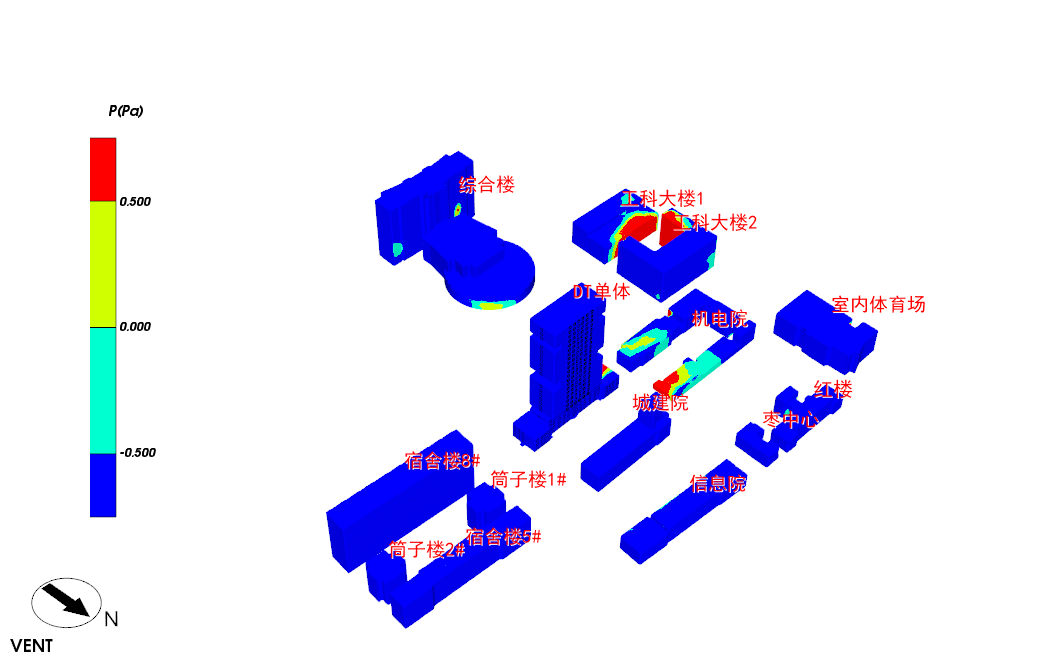 P(Pa)
0.500
0.000
-0.500
综合楼
工科大楼1
工科大楼2
DT单体
机电院
室内体育场
城建院
红楼
枣中心
宿舍楼8#
筒子楼1#
信息院
宿舍楼5#
筒子楼2#
N
VENT